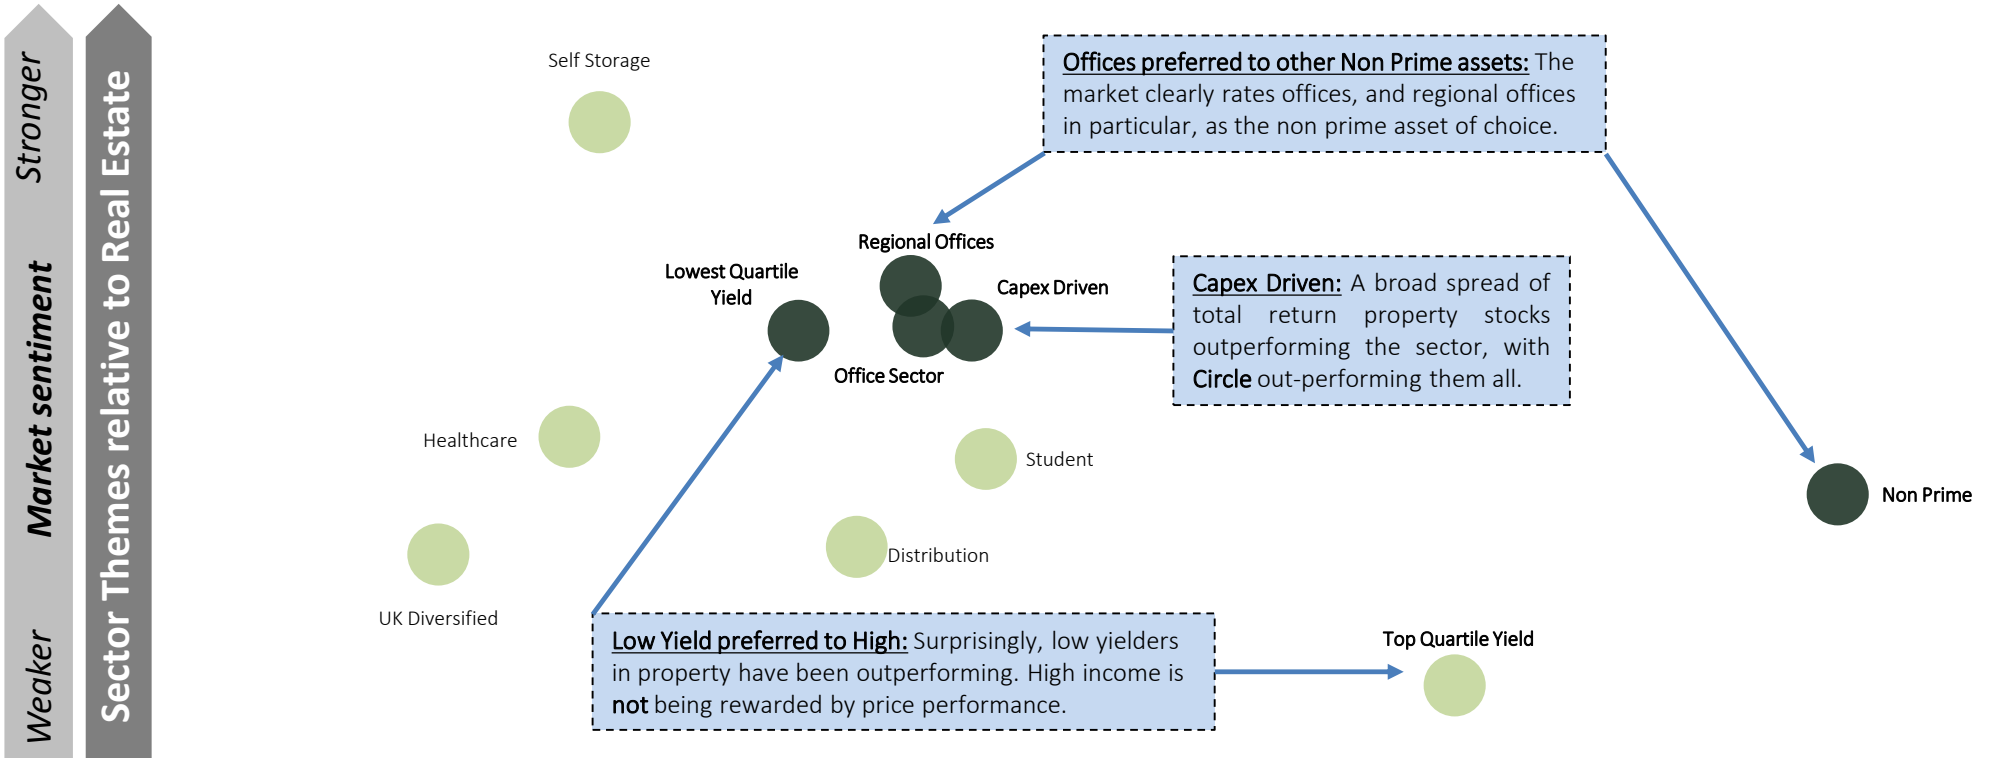 Stronger
Market sentiment
Weaker
Sector Themes relative to Real Estate
Self Storage
Offices preferred to other Non Prime assets: The
market clearly rates offices, and regional offices
in particular, as the non prime asset of choice.
Regional Offices
Lowest Quartile
Yield
Capex Driven
Office Sector
Capex Driven: A broad spread of
total return property stocks
outperforming the sector, with
Circle out-performing them all.
Healthcare
Student
Non Prime
Distribution
UK Diversified
Low Yield preferred to High: Surprisingly, low yielders
in property have been outperforming. High income is
not being rewarded by price performance.
Top Quartile Yield